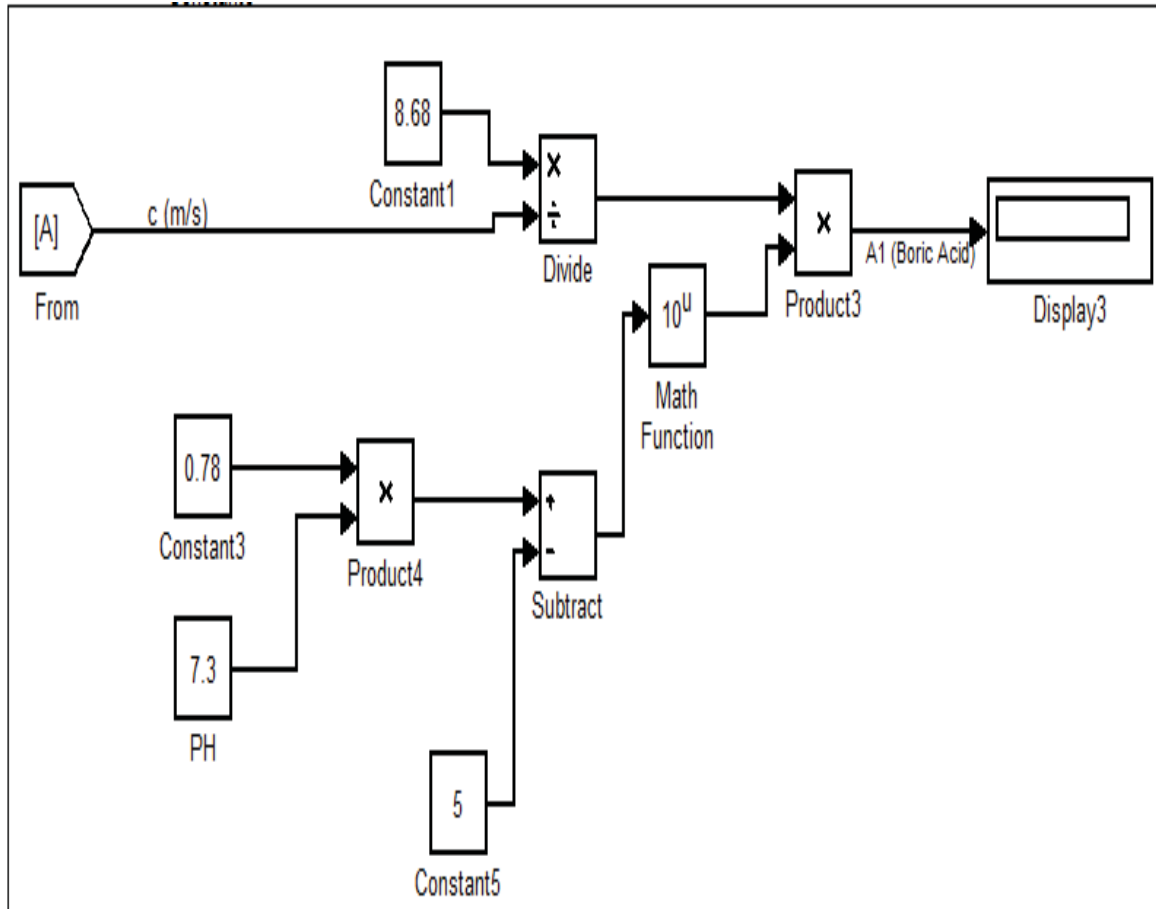 8.68
Constant1
×
÷
Divide
[A]
From
c (m/s)
×
Product3
A1 (Boric Acid)
Display3
10^u
Math
Function
0.78
Constant3
×
Product4
+
-
Subtract
7.3
PH
5
Constant5